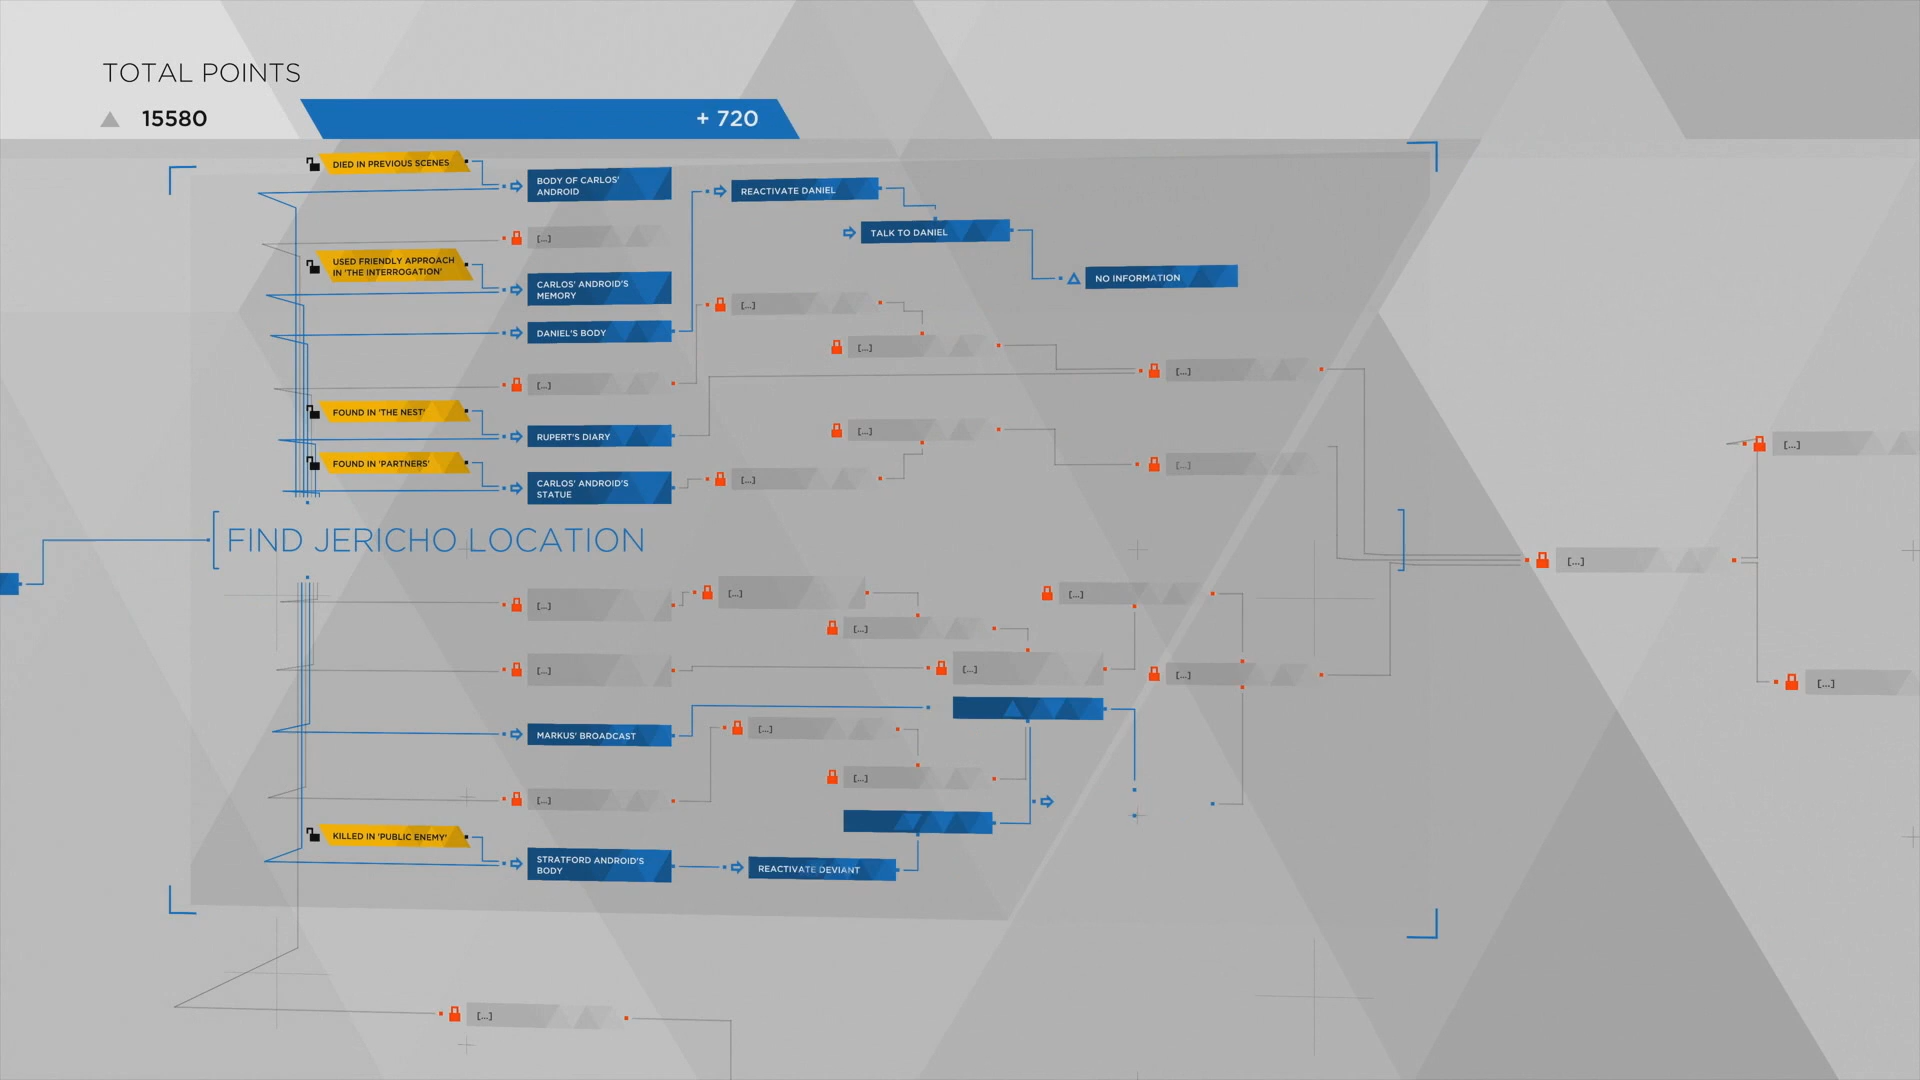 TOTAL POINTS
15580
+ 720
DIED IN PREVIOUS SCENES
BODY OF CARLOS'
ANDROID
REACTIVATE DANIEL
TALK TO DANIEL
[...]
USED FRIENDLY APPROACH
IN 'THE INTERROGATION'
NO INFORMATION
CARLOS' ANDROID'S
MEMORY
[...]
DANIEL'S BODY
[...]
[...]
[...]
FOUND IN 'THE NEST'
RUPERT'S DIARY
[...]
[...]
FOUND IN 'PARTNERS'
[...]
CARLOS' ANDROID'S
STATUE
[...]
FIND JERICHO LOCATION
[...]
[...]
[...]
[...]
[...]
[...]
[...]
[...]
[...]
MARKUS' BROADCAST
[...]
[...]
[...]
KILLED IN 'PUBLIC ENEMY'
STRATFORD ANDROID'S
BODY
REACTIVATE DEVIANT
[...]